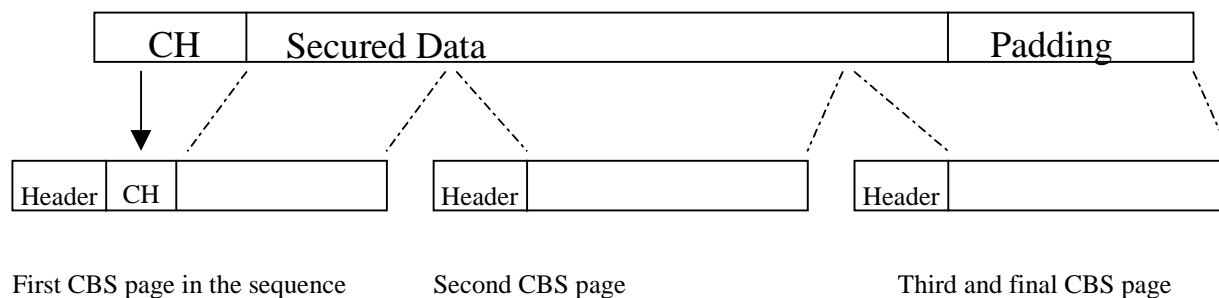 CH Secured Data Padding
Header CH Header Header
First CBS page in the sequence Second CBS page Third and final CBS page